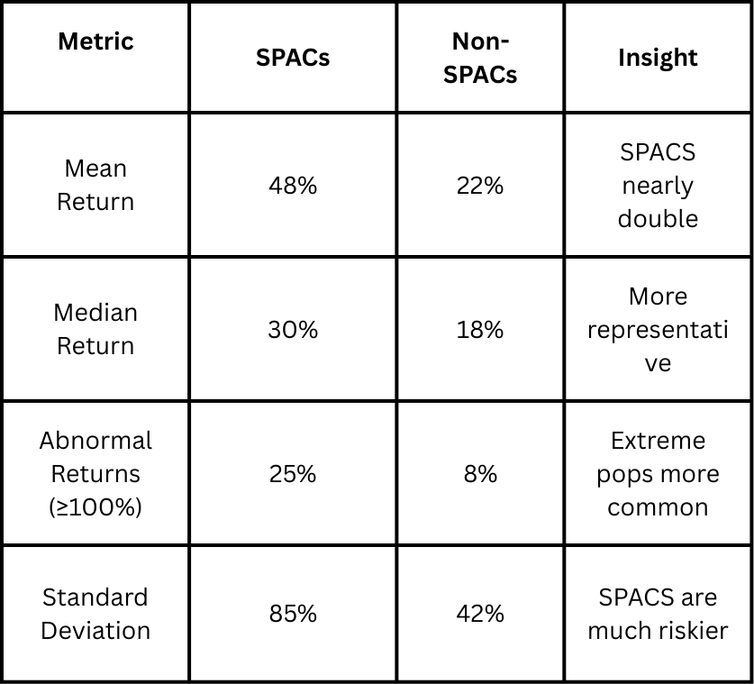 Metric
SPACs
Non-
SPACs
Insight
Mean
Return
48%
22%
SPACS
nearly
double
Median
Return
30%
18%
More
representati
ve
Abnormal
Returns
(≥100%)
25%
8%
Extreme
pops more
common
Standard
Deviation
85%
42%
SPACS are
much riskier